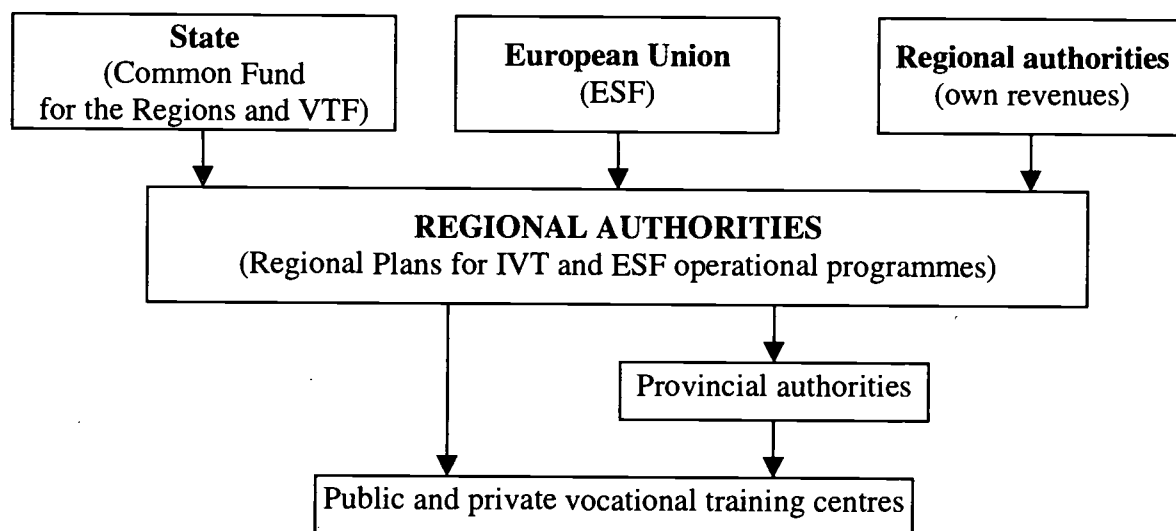 State
(Common Fund
for the Regions and VTF)
European Union
(ESF)
Regional authorities
(own revenues)
REGIONAL AUTHORITIES
(Regional Plans for IVT and ESF operational programmes)
Provincial authorities
Public and private vocational training centres